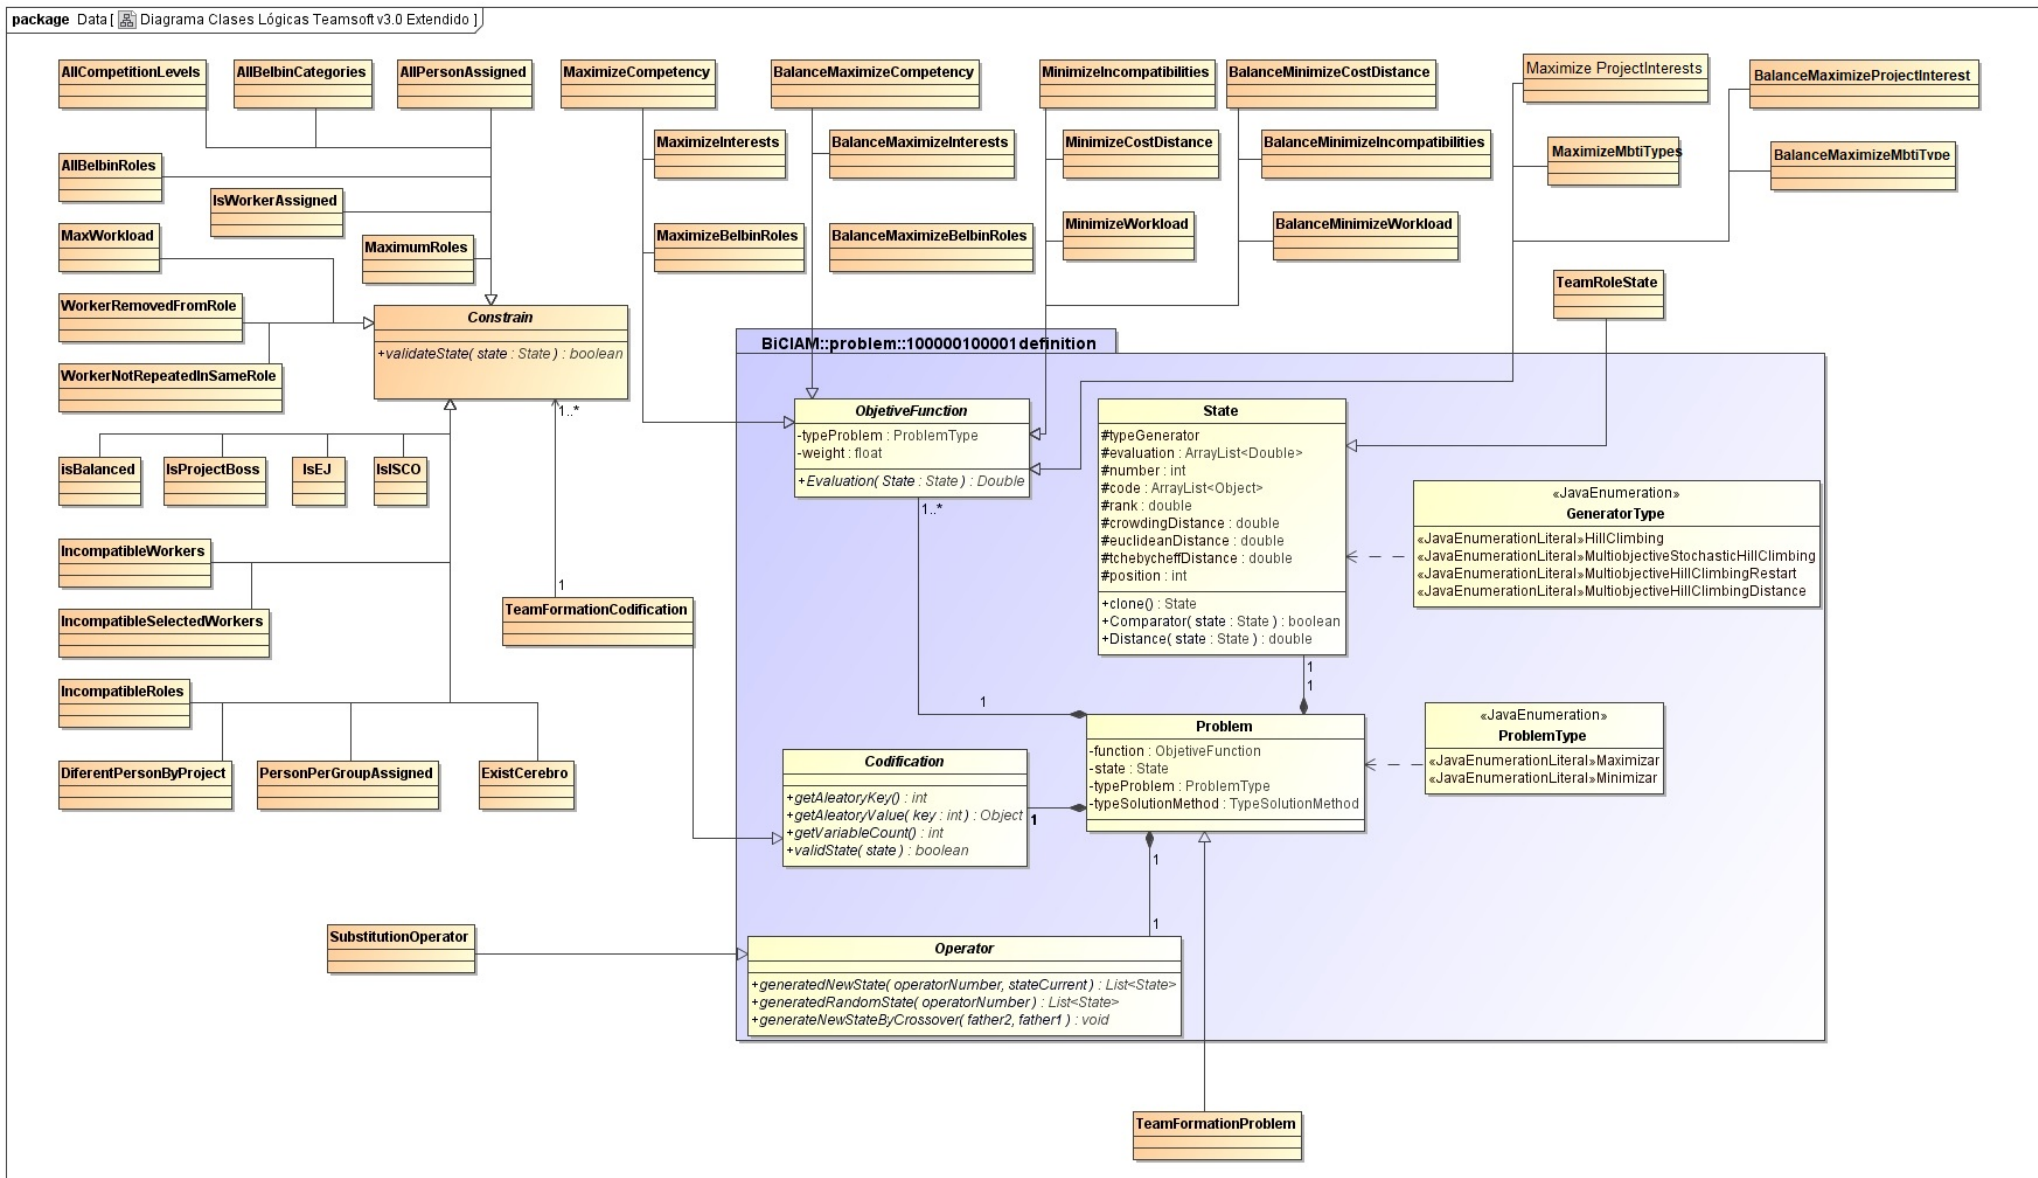 package Data [ Diagrama Clases Lógicas Teamsoft v3.0 Extendido ]
AllCompetitionLevels
AllBelbinCategories
AllPersonAssigned
MaximizeCompetency
BalanceMaximizeCompetency
MinimizeIncompatibilities
BalanceMinimizeCostDistance
Maximize ProjectInterests
BalanceMaximizeProjectInterest
MaximizeInterests
BalanceMaximizeInterests
MinimizeCostDistance
BalanceMinimizeIncompatibilities
MaximizeMbtiTypes
BalanceMaximizeMbtiType
AllBelbinRoles
IsWorkerAssigned
MaxWorkload
MaximumRoles
MaximizeBelbinRoles
BalanceMaximizeBelbinRoles
MinimizeWorkload
BalanceMinimizeWorkload
TeamRoleState
WorkerRemovedFromRole
Constrain
+validateState( state : State ) : boolean
WorkerNotRepeatedInSameRole
1..*
BiCIAM::problem::100000100001definition
ObjetiveFunction
-typeProblem : ProblemType
-weight : float
+Evaluation( State : State ) : Double
1..*
State
#typeGenerator
#evaluation : ArrayList<Double>
#number : int
#code : ArrayList<Object>
#rank : double
#crowdingDistance : double
#euclideanDistance : double
#tchebycheffDistance : double
#position : int
+clone() : State
+Comparator( state : State ) : boolean
+Distance( state : State ) : double
«JavaEnumeration»
GeneratorType
«JavaEnumerationLiteral»HillClimbing
«JavaEnumerationLiteral»MultiobjectiveStochasticHillClimbing
«JavaEnumerationLiteral»MultiobjectiveHillClimbingRestart
«JavaEnumerationLiteral»MultiobjectiveHillClimbingDistance
isBalanced
IsProjectBoss
IsEJ
IsISCO
IncompatibleWorkers
1
TeamFormationCodification
IncompatibleSelectedWorkers
IncompatibleRoles
DiferentPersonByProject
PersonPerGroupAssigned
ExistCerebro
1
1
1
Problem
-function : ObjetiveFunction
-state : State
-typeProblem : ProblemType
-typeSolutionMethod : TypeSolutionMethod
«JavaEnumeration»
ProblemType
«JavaEnumerationLiteral»Maximizar
«JavaEnumerationLiteral»Minimizar
Codification
+getAleatoryKey() : int
+getAleatoryValue( key : int ) : Object
+getVariableCount() : int
+validState( state ) : boolean
1
1
1
SubstitutionOperator
Operator
+generatedNewState( operatorNumber, stateCurrent ) : List<State>
+generatedRandomState( operatorNumber ) : List<State>
+generateNewStateByCrossover( father2, father1 ) : void
TeamFormationProblem